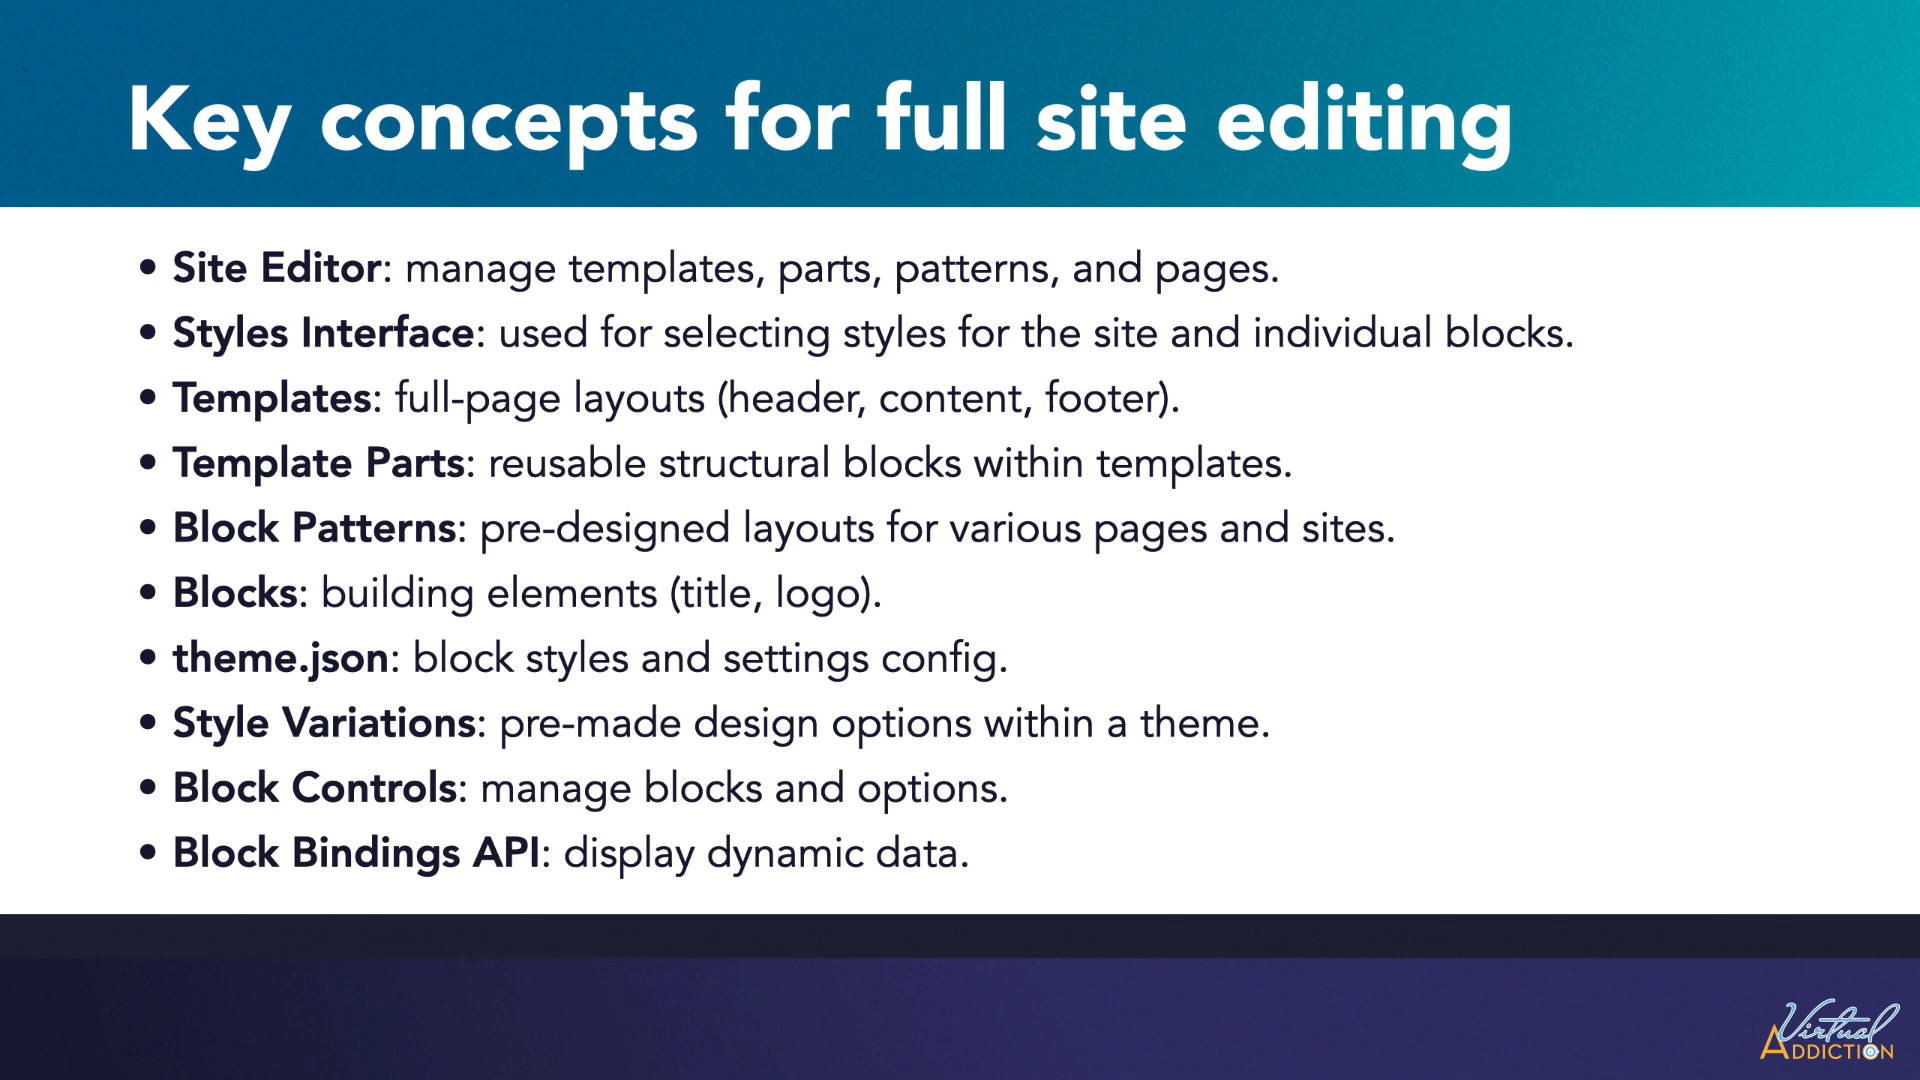 Key concepts for full site editing
• Site Editor: manage templates, parts, patterns, and pages.
• Styles Interface: used for selecting styles for the site and individual blocks.
• Templates: full-page layouts (header, content, footer).
• Template Parts: reusable structural blocks within templates.
• Block Patterns: pre-designed layouts for various pages and sites.
• Blocks: building elements (title, logo).
• theme.json: block styles and settings config.
• Style Variations: pre-made design options within a theme.
• Block Controls: manage blocks and options.
• Block Bindings API: display dynamic data.
Virtual
ADDICTION